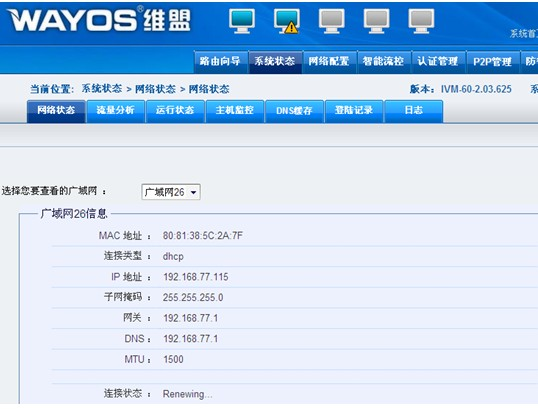 WAYOS®维盟
系统首
路由向导 系统状态 网络配置 智能流控 认证管理 P2P管理 防
当前位置: 系统状态 > 网络状态 > 网络状态 版本: IVM-60-2.03.625 系
网络状态 流量分析 运行状态 主机监控 DNS缓存 登陆记录 日志
选择您要查看的广域网 : 广域网26
广域网26信息
MAC 地址 : 80:81:38:5C:2A:7F
连接类型 : dhcp
IP 地址 : 192.168.77.115
子网掩码 : 255.255.255.0
网关 : 192.168.77.1
DNS : 192.168.77.1
MTU : 1500
连接状态 : Renewing...